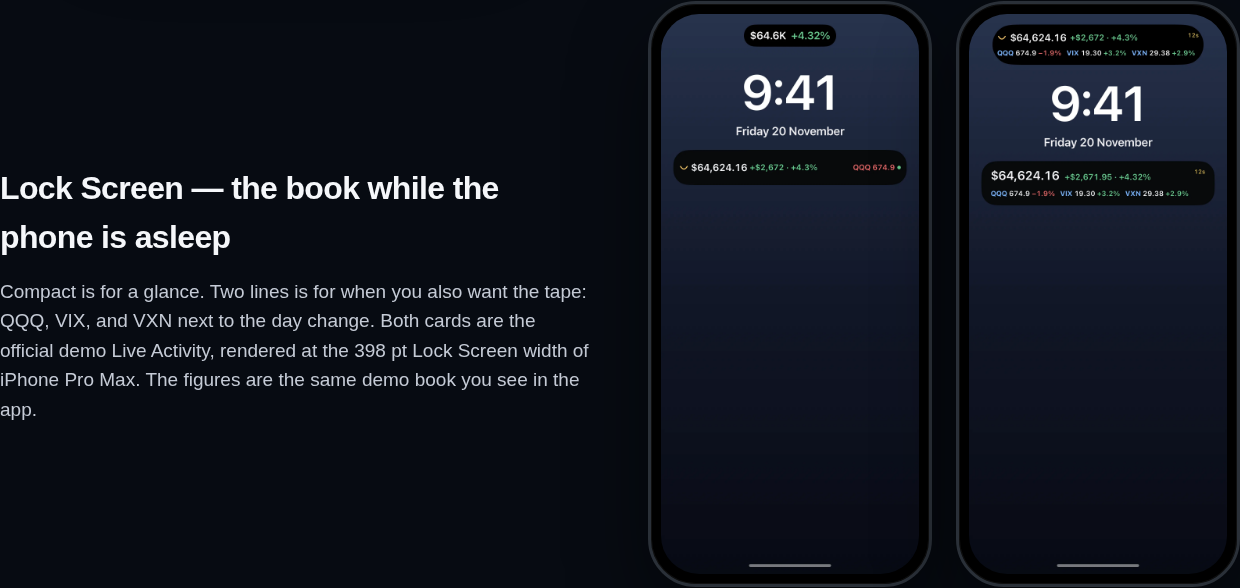 Lock Screen — the book while the
phone is asleep
Compact is for a glance. Two lines is for when you also want the tape:
QQQ, VIX, and VXN next to the day change. Both cards are the
official demo Live Activity, rendered at the 398 pt Lock Screen width of
iPhone Pro Max. The figures are the same demo book you see in the
app.
$64.6K +4.32%
9:41
Friday 20 November
$64,624.16 +$2,672 · +4.3% QQQ 674.9
$64,624.16 +$2,672 · +4.3% 12s
QQQ 674.9 −1.9% VIX 19.30 +3.2% VXN 29.38 +2.9%
9:41
Friday 20 November
$64,624.16 +$2,671.95 · +4.32% 12s
QQQ 674.9 −1.9% VIX 19.30 +3.2% VXN 29.38 +2.9%